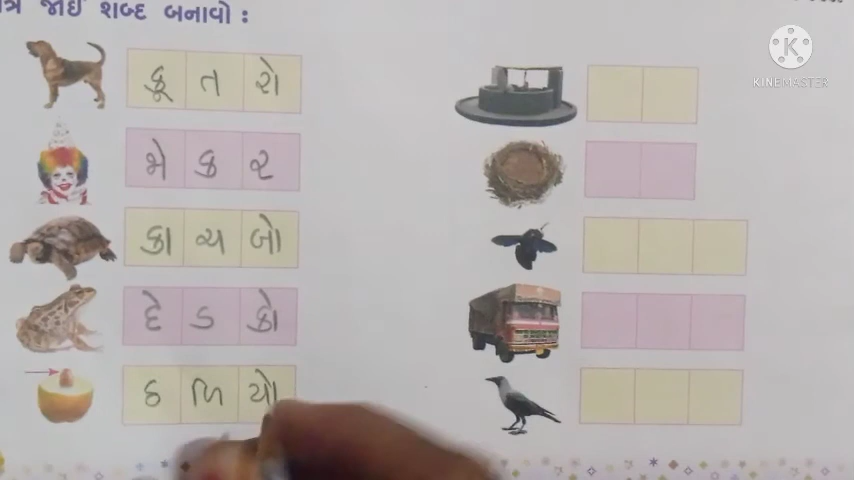 જોઈ શબ્દ બનાવો :
KINEMASTER
કૂ ત રો
જો ક ર
કા ચ બો
દે ડ કો
ઠ ળિ યો